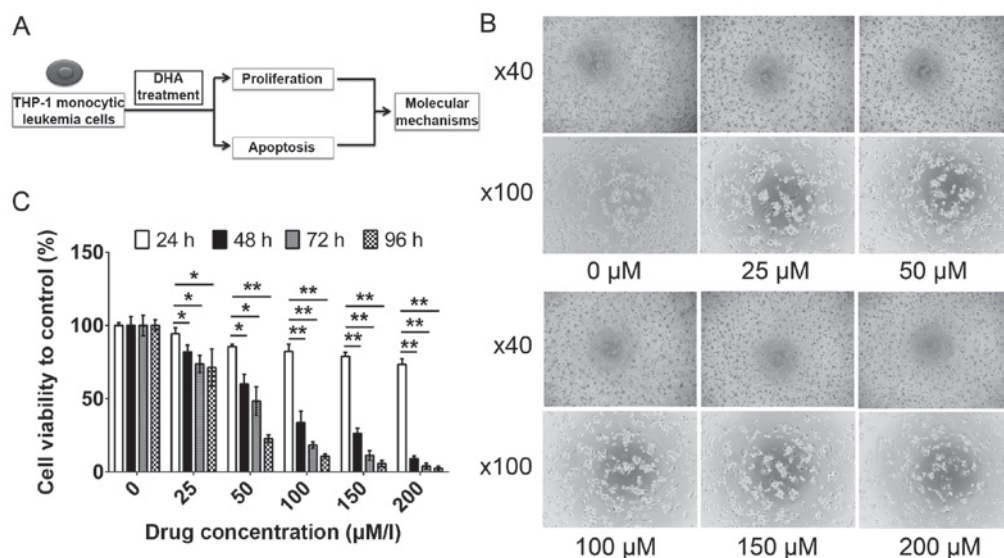 A
THP-1 monocytic
leukemia cells
DHA
treatment
Proliferation
Apoptosis
Molecular
mechanisms
B
x40
x100
0 µM 25 µM 50 µM
x40
x100
100 µM 150 µM 200 µM
C
24 h 48 h 72 h 96 h
Cell viability to control (%)
150
100
50
0
* * *
* * **
** ** **
** ** **
** ** **
0 25 50 100 150 200
Drug concentration (µM/l)